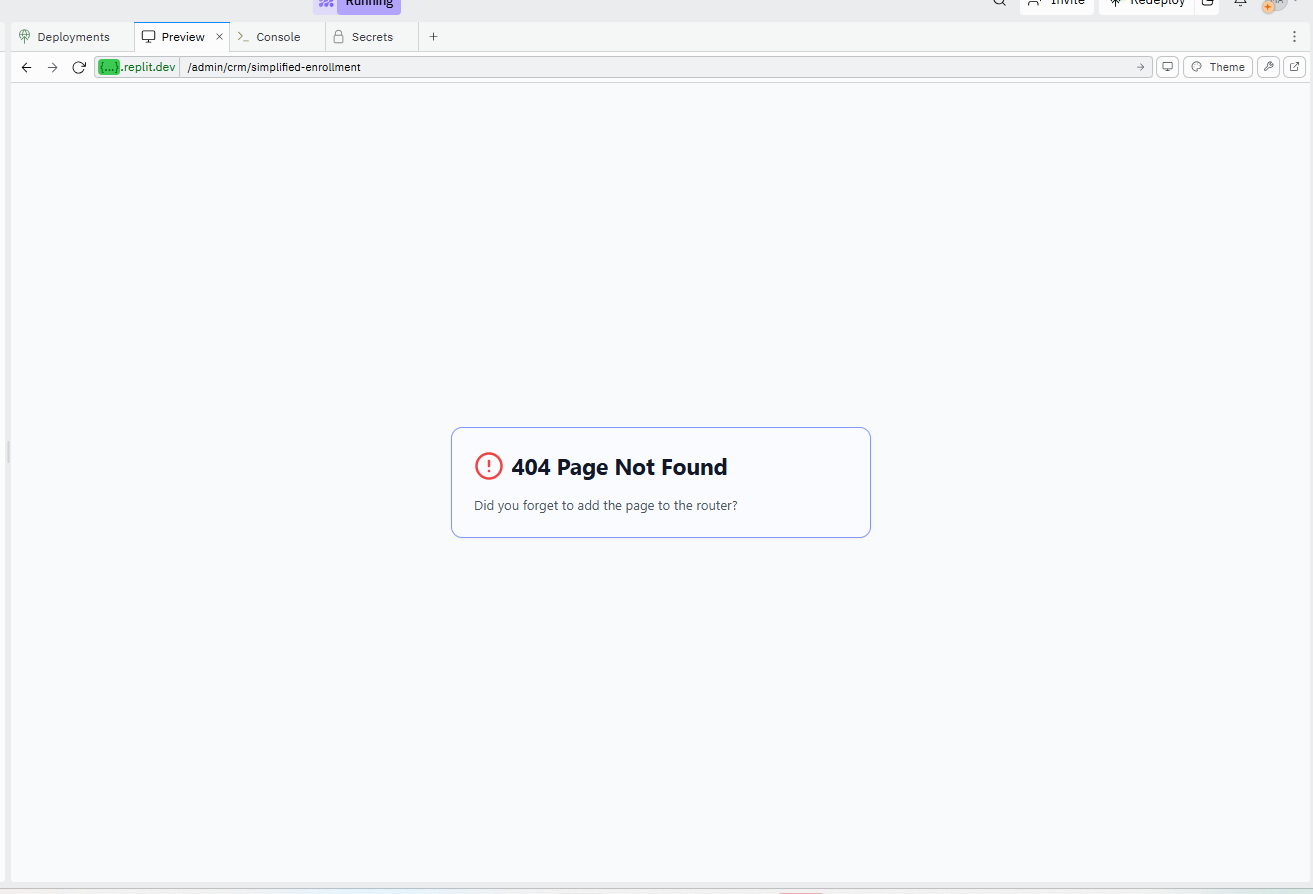 Running
Invite
Redeploy
Deployments
Preview
Console
Secrets
{...}.replit.dev
/admin/crm/simplified-enrollment
Theme
404 Page Not Found
Did you forget to add the page to the router?